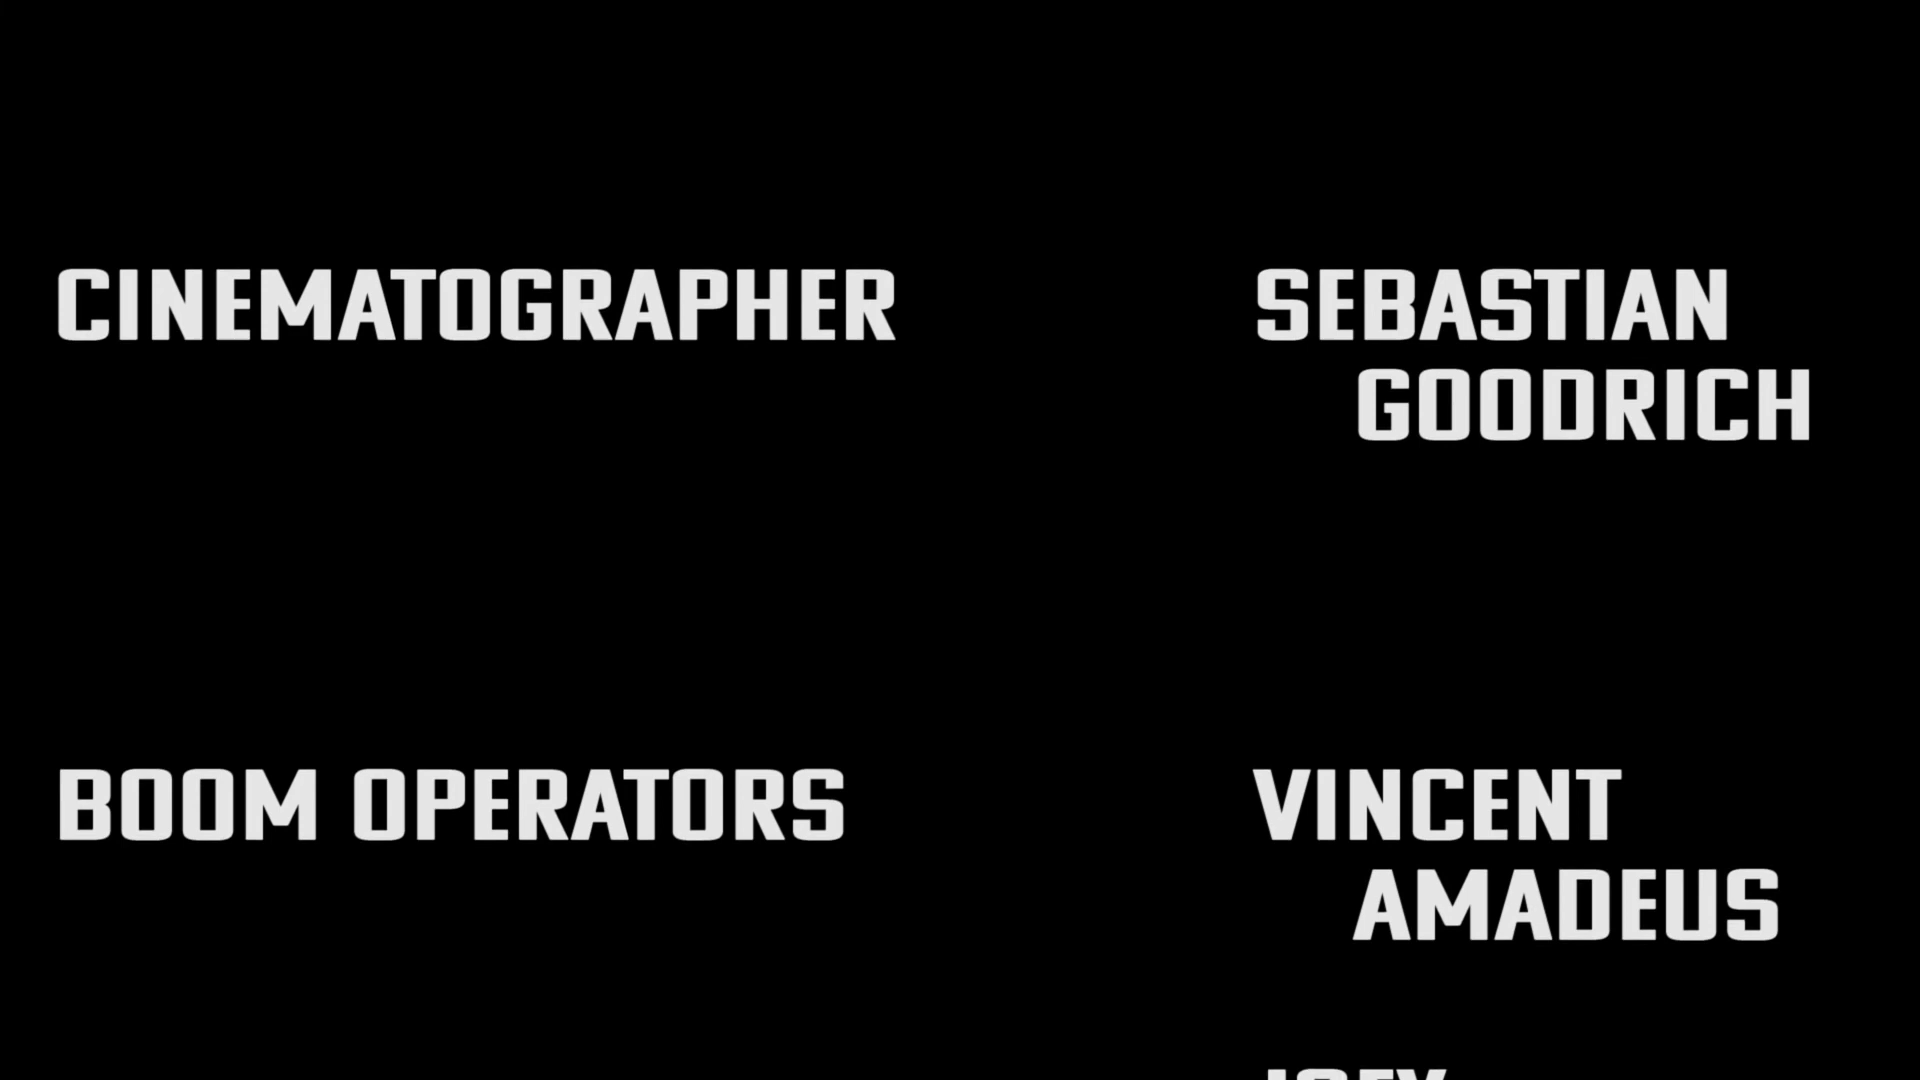 CINEMATOGRAPHER
SEBASTIAN
GOODRICH
BOOM OPERATORS
VINCENT
AMADEUS